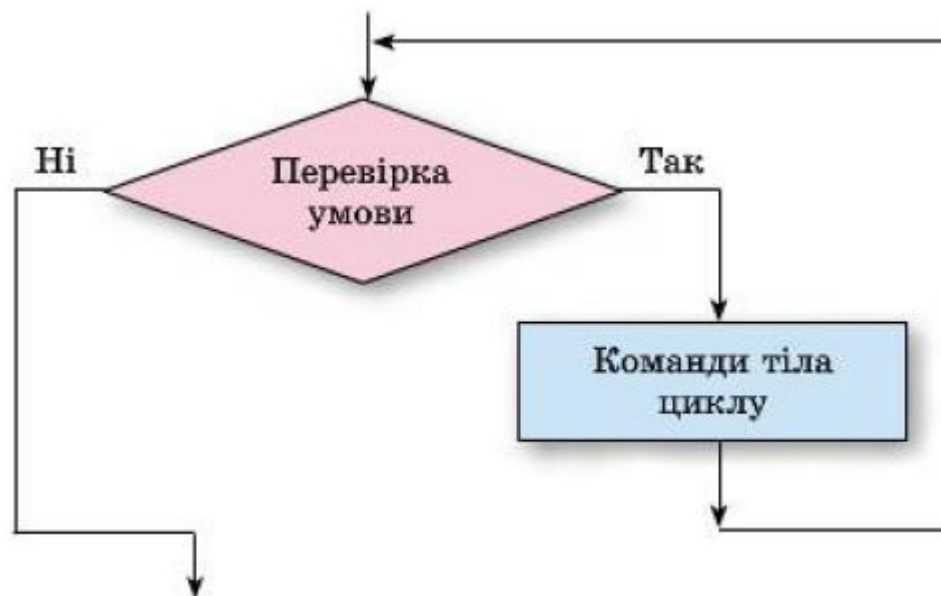 Ні
Перевірка
умови
Так
Команди тіла
циклу